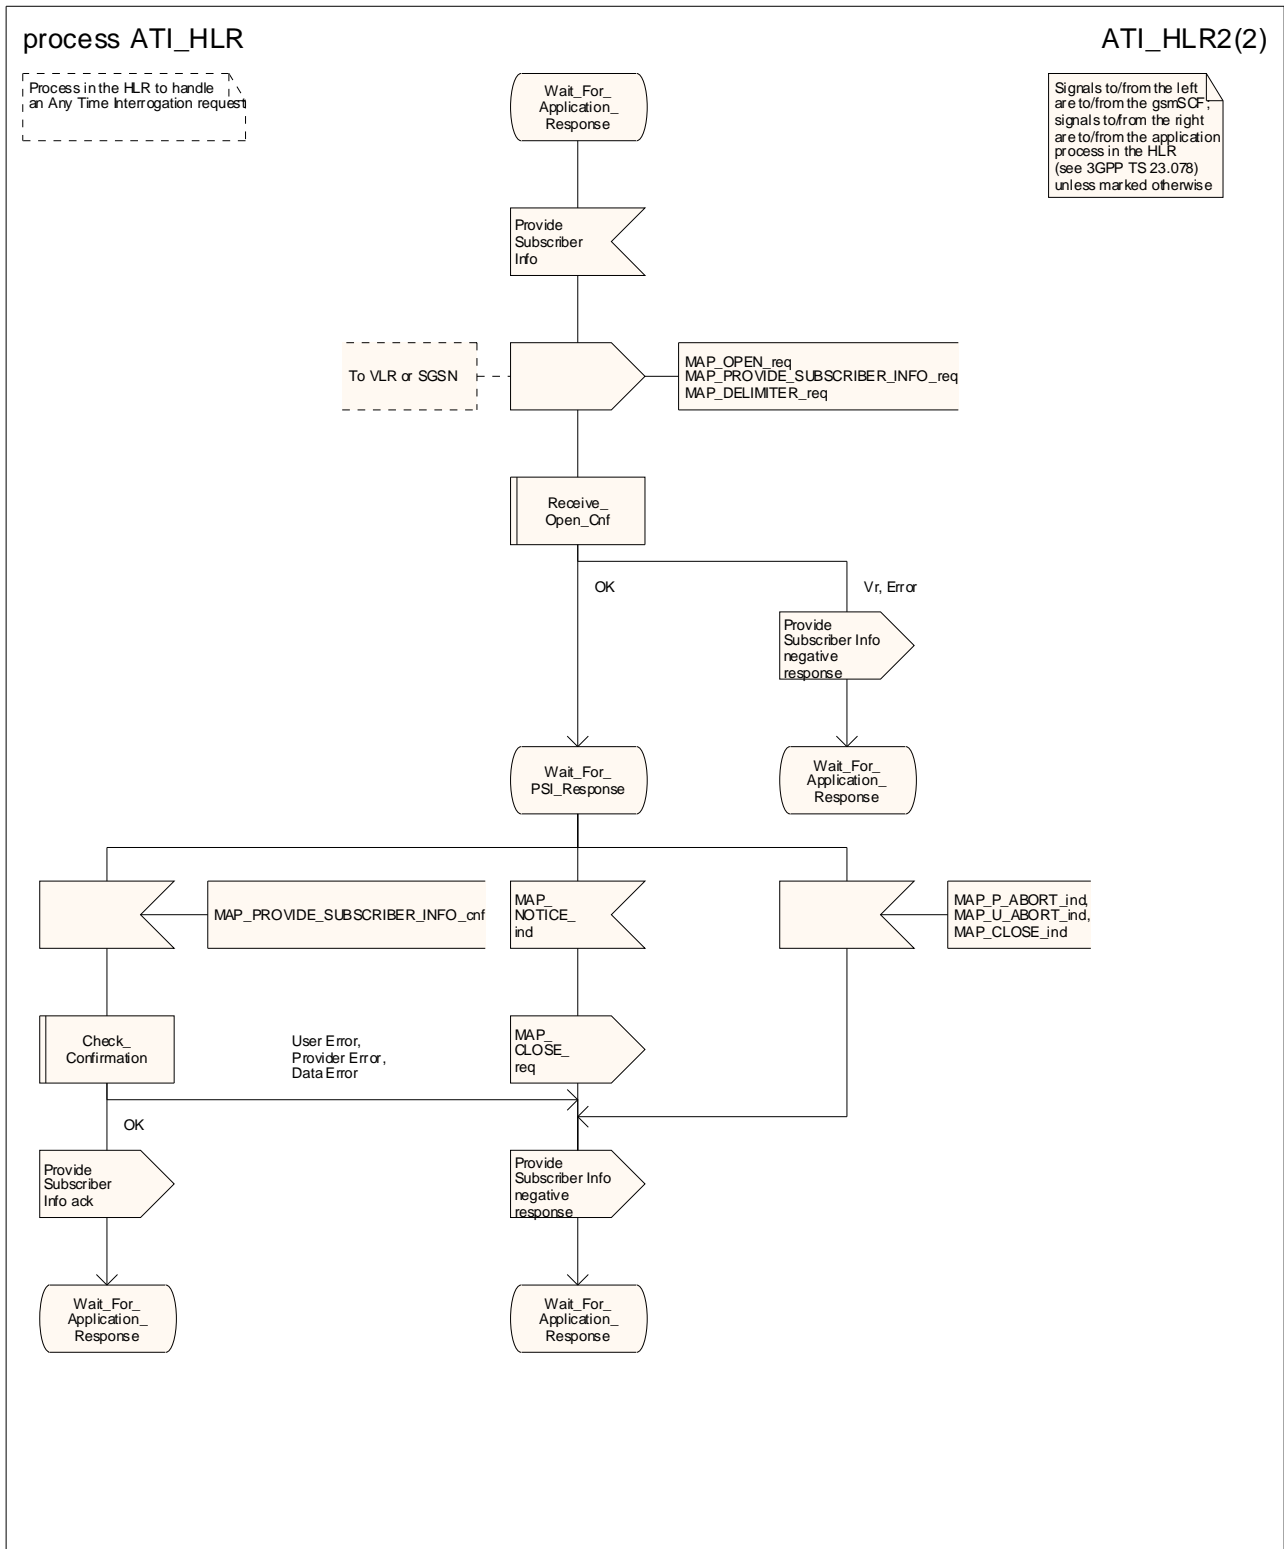 process ATI_HLR
ATI_HLR2(2)
Process in the HLR to handle
an Any Time Interrogation request
Wait_For_
Application_
Response
Signals to/from the left
are to/from the gsmSCF;
signals to/from the right
are to/from the application
process in the HLR
(see 3GPP TS 23.078)
unless marked otherwise
Provide
Subscriber
Info
To VLR or SGSN
MAP_OPEN_req
MAP_PROVIDE_SUBSCRIBER_INFO_req
MAP_DELIMITER_req
Receive_
Open_Cnf
OK
Vr, Error
Provide
Subscriber Info
negative
response
Wait_For_
PSI_Response
Wait_For_
Application_
Response
MAP_PROVIDE_SUBSCRIBER_INFO_cnf
MAP_
NOTICE_
ind
MAP_P_ABORT_ind,
MAP_U_ABORT_ind,
MAP_CLOSE_ind
Check_
Confirmation
User Error,
Provider Error,
Data Error
MAP_
CLOSE_
req
OK
Provide
Subscriber
Info ack
Provide
Subscriber Info
negative
response
Wait_For_
Application_
Response
Wait_For_
Application_
Response